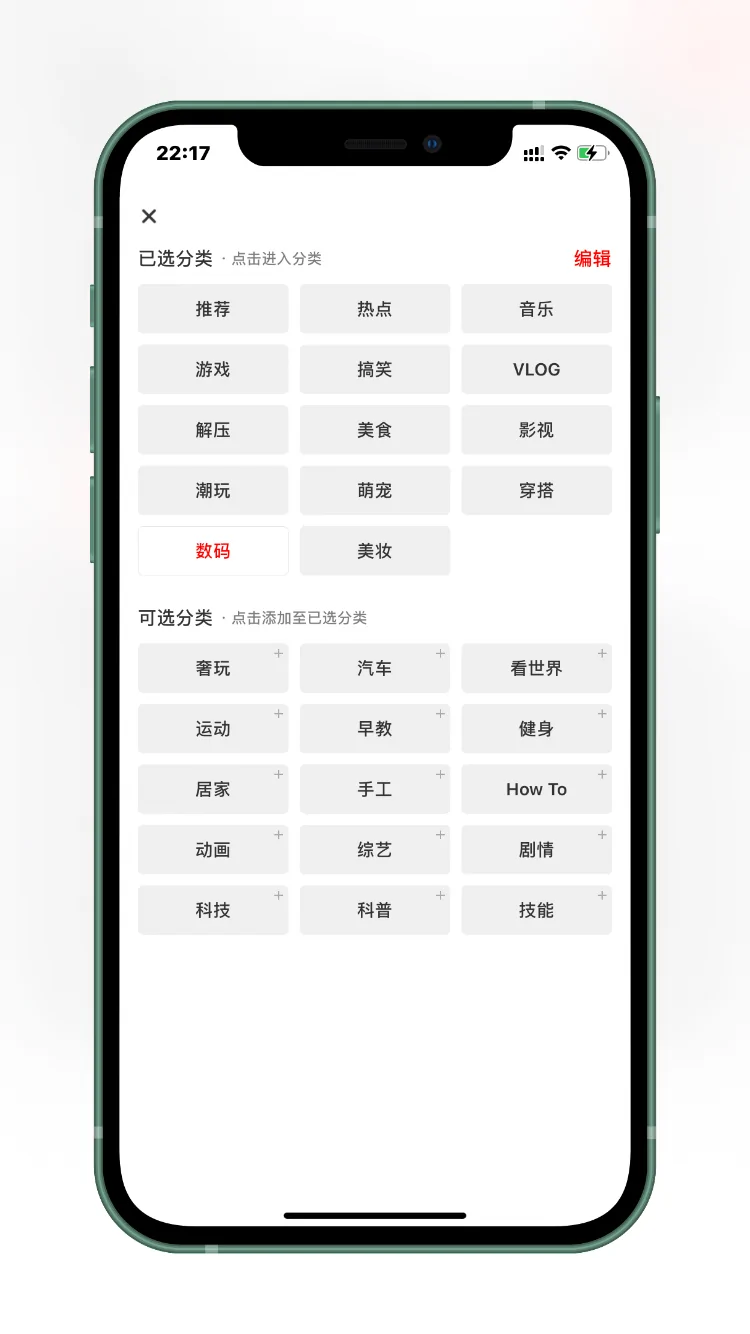 22:17
已选分类 · 点击进入分类 编辑
推荐 热点 音乐
游戏 搞笑 VLOG
解压 美食 影视
潮玩 萌宠 穿搭
数码 美妆
可选分类 · 点击添加至已选分类
奢玩 汽车 看世界
运动 早教 健身
居家 手工 How To
动画 综艺 剧情
科技 科普 技能